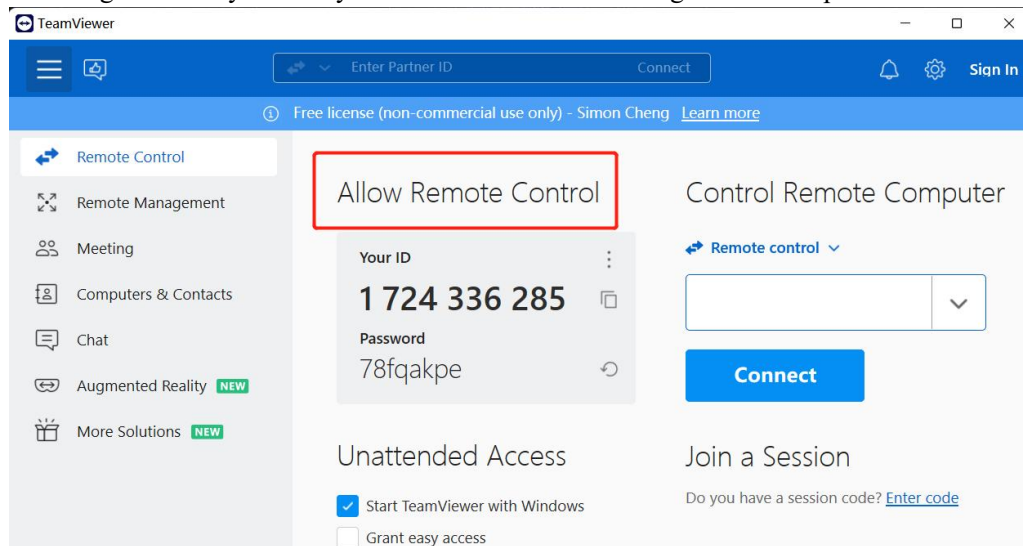 TeamViewer
Enter Partner ID Connect
Sign In
Free license (non-commercial use only) - Simon Cheng Learn more
Remote Control
Remote Management
Meeting
Computers & Contacts
Chat
Augmented Reality NEW
More Solutions NEW
Allow Remote Control
Your ID
1 724 336 285
Password
78fqakpe
Unattended Access
Start TeamViewer with Windows
Grant easy access
Control Remote Computer
Remote control
Connect
Join a Session
Do you have a session code? Enter code